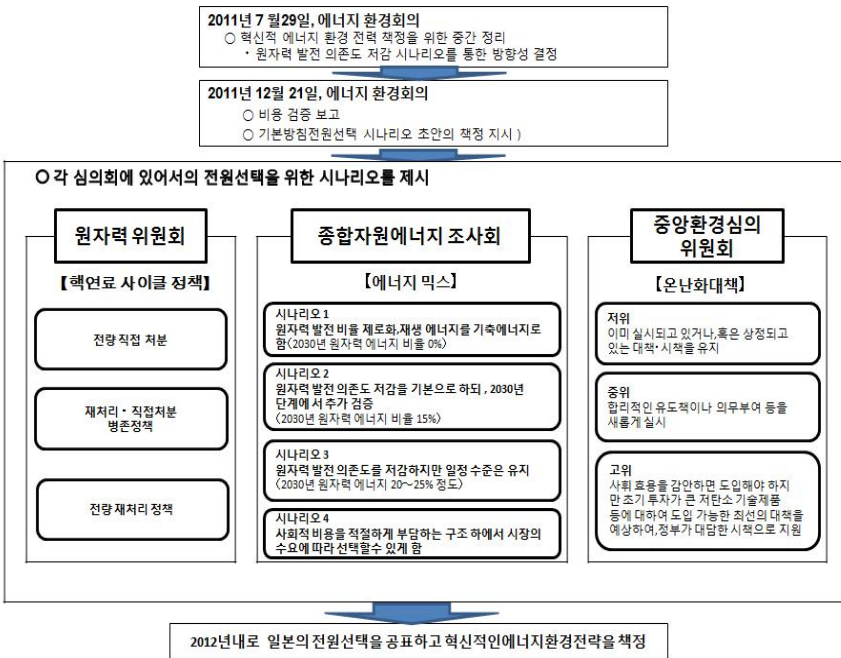 2011년 7 월29일, 에너지 환경회의
○ 혁신적 에너지 환경 전력 책정을 위한 중간 정리
・ 원자력 발전 의존도 저감 시나리오를 통한 방향성 결정
2011년 12월 21일, 에너지 환경회의
○ 비용 검증 보고
○ 기본방침전원선택 시나리오 초안의 책정 지시 )
○ 각 심의회에 있어서의 전원선택을 위한 시나리오를 제시
원자력 위원회
【핵연료 사이클 정책】
전량 직접 처분
재처리・직접처분
병존정책
전량 재처리 정책
종합자원에너지 조사회
【에너지 믹스】
시나리오 1
원자력 발전 비율 제로화,재생 에너지를 기축에너지로
함(2030년 원자력 에너지 비율 0%)
시나리오 2
원자력 발전 의존도 저감을 기본으로 하되 , 2030년
단계에서 추가 검증
(2030년 원자력 에너지 비율 15%)
시나리오 3
원자력 발전 의존도를 저감하지만 일정 수준은 유지
(2030년 원자력 에너지 20~25% 정도)
시나리오 4
사회적 비용을 적절하게 부담하는 구조 하에서 시장의
수요에 따라 선택할수 있게 함
중앙환경심의
위원회
【온난화대책】
저위
이미 실시되고 있거나,혹은 상정되고
있는 대책・시책을 유지
중위
합리적인 유도책이나 의무부여 등을
새롭게 실시
고위
사회 효용을 감안하면 도입해야 하지
만 초기 투자가 큰 저탄소 기술제품
등에 대하여 도입 가능한 최선의 대책을
예상하여,정부가 대담한 시책으로 지원
2012년내로 일본의 전원선택을 공표하고 혁신적인에너지환경전략을 책정